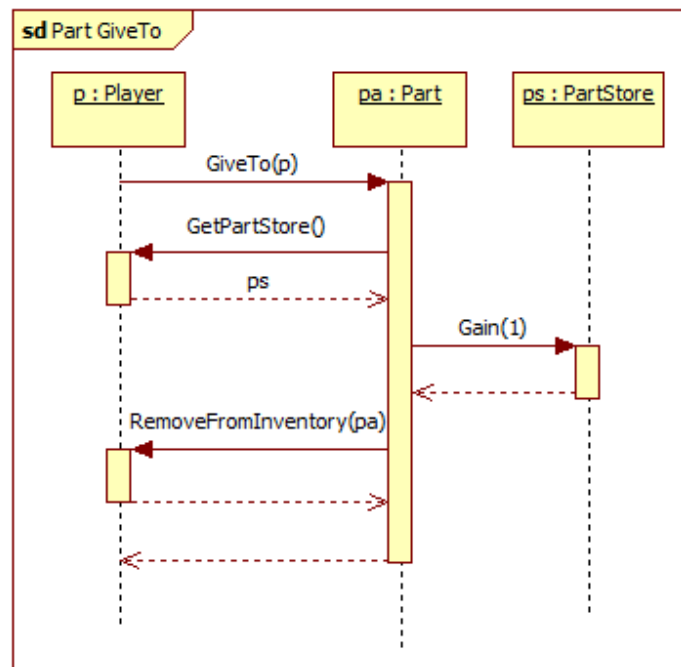 sd Part GiveTo
p : Player
pa : Part
ps : PartStore
GiveTo(p)
GetPartStore()
ps
Gain(1)
RemoveFromInventory(pa)